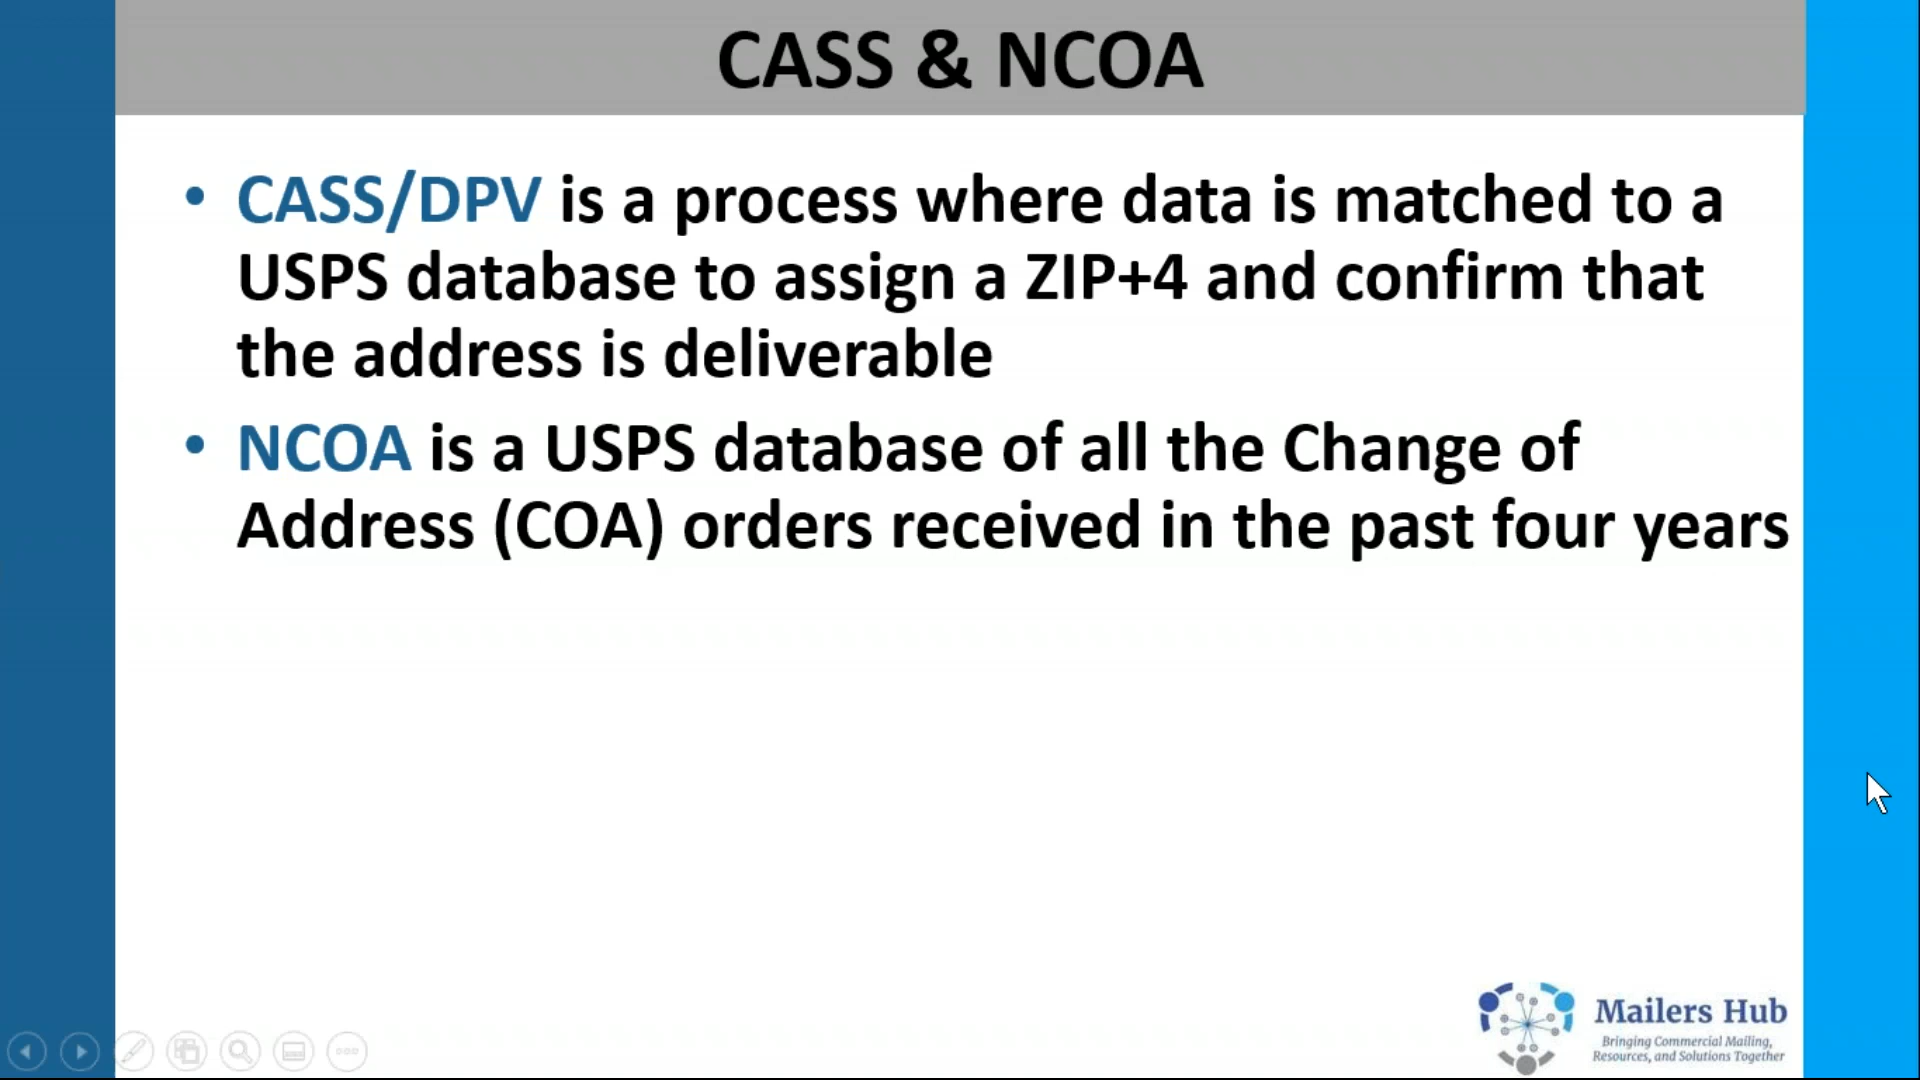 CASS & NCOA
• CASS/DPV is a process where data is matched to a
USPS database to assign a ZIP+4 and confirm that
the address is deliverable
• NCOA is a USPS database of all the Change of
Address (COA) orders received in the past four years
Mailers Hub
Bringing Commercial Mailing,
Resources, and Solutions Together